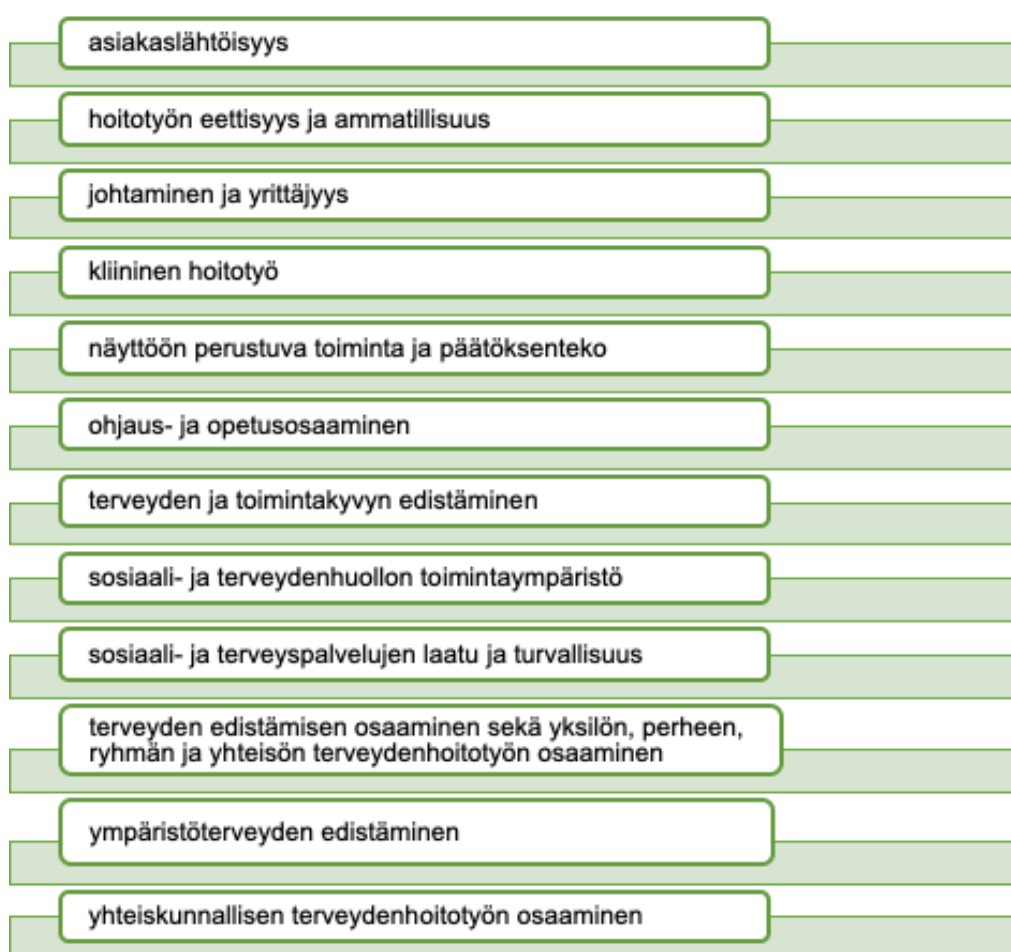 asiakaslähtöisyys
hoitotyön eettisyys ja ammatillisuus
johtaminen ja yrittäjyys
kliininen hoitotyö
näyttöön perustuva toiminta ja päätöksenteko
ohjaus- ja opetusosaaminen
terveyden ja toimintakyvyn edistäminen
sosiaali- ja terveydenhuollon toimintaympäristö
sosiaali- ja terveyspalvelujen laatu ja turvallisuus
terveyden edistämisen osaaminen sekä yksilön, perheen,
ryhmän ja yhteisön terveydenhoitotyön osaaminen
ympäristöterveyden edistäminen
yhteiskunnallisen terveydenhoitotyön osaaminen